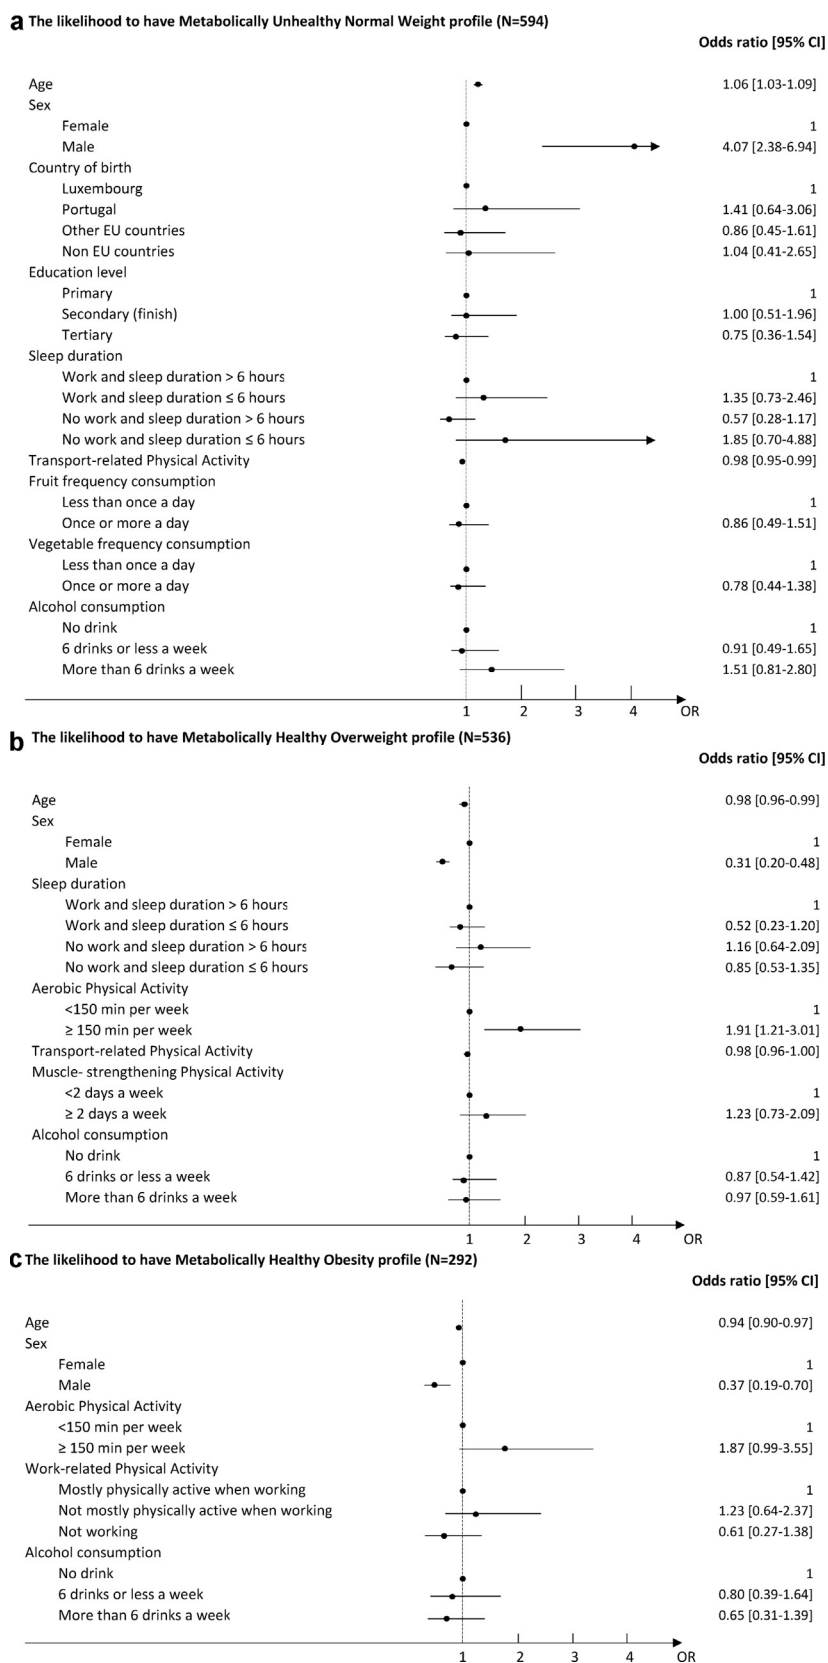 a The likelihood to have Metabolically Unhealthy Normal Weight profile (N=594)
Odds ratio [95% CI]
Age 1.06 [1.03-1.09]
Sex
Female 1
Male 4.07 [2.38-6.94]
Country of birth
Luxembourg 1
Portugal 1.41 [0.64-3.06]
Other EU countries 0.86 [0.45-1.61]
Non EU countries 1.04 [0.41-2.65]
Education level
Primary 1
Secondary (finish) 1.00 [0.51-1.96]
Tertiary 0.75 [0.36-1.54]
Sleep duration
Work and sleep duration > 6 hours 1
Work and sleep duration ≤ 6 hours 1.35 [0.73-2.46]
No work and sleep duration > 6 hours 0.57 [0.28-1.17]
No work and sleep duration ≤ 6 hours 1.85 [0.70-4.88]
Transport-related Physical Activity 0.98 [0.95-0.99]
Fruit frequency consumption
Less than once a day 1
Once or more a day 0.86 [0.49-1.51]
Vegetable frequency consumption
Less than once a day 1
Once or more a day 0.78 [0.44-1.38]
Alcohol consumption
No drink 1
6 drinks or less a week 0.91 [0.49-1.65]
More than 6 drinks a week 1.51 [0.81-2.80]
1 2 3 4 OR
b The likelihood to have Metabolically Healthy Overweight profile (N=536)
Odds ratio [95% CI]
Age 0.98 [0.96-0.99]
Sex
Female 1
Male 0.31 [0.20-0.48]
Sleep duration
Work and sleep duration > 6 hours 1
Work and sleep duration ≤ 6 hours 0.52 [0.23-1.20]
No work and sleep duration > 6 hours 1.16 [0.64-2.09]
No work and sleep duration ≤ 6 hours 0.85 [0.53-1.35]
Aerobic Physical Activity
<150 min per week 1
≥ 150 min per week 1.91 [1.21-3.01]
Transport-related Physical Activity 0.98 [0.96-1.00]
Muscle- strengthening Physical Activity
<2 days a week 1
≥ 2 days a week 1.23 [0.73-2.09]
Alcohol consumption
No drink 1
6 drinks or less a week 0.87 [0.54-1.42]
More than 6 drinks a week 0.97 [0.59-1.61]
1 2 3 4 OR
c The likelihood to have Metabolically Healthy Obesity profile (N=292)
Odds ratio [95% CI]
Age 0.94 [0.90-0.97]
Sex
Female 1
Male 0.37 [0.19-0.70]
Aerobic Physical Activity
<150 min per week 1
≥ 150 min per week 1.87 [0.99-3.55]
Work-related Physical Activity
Mostly physically active when working 1
Not mostly physically active when working 1.23 [0.64-2.37]
Not working 0.61 [0.27-1.38]
Alcohol consumption
No drink 1
6 drinks or less a week 0.80 [0.39-1.64]
More than 6 drinks a week 0.65 [0.31-1.39]
1 2 3 4 OR